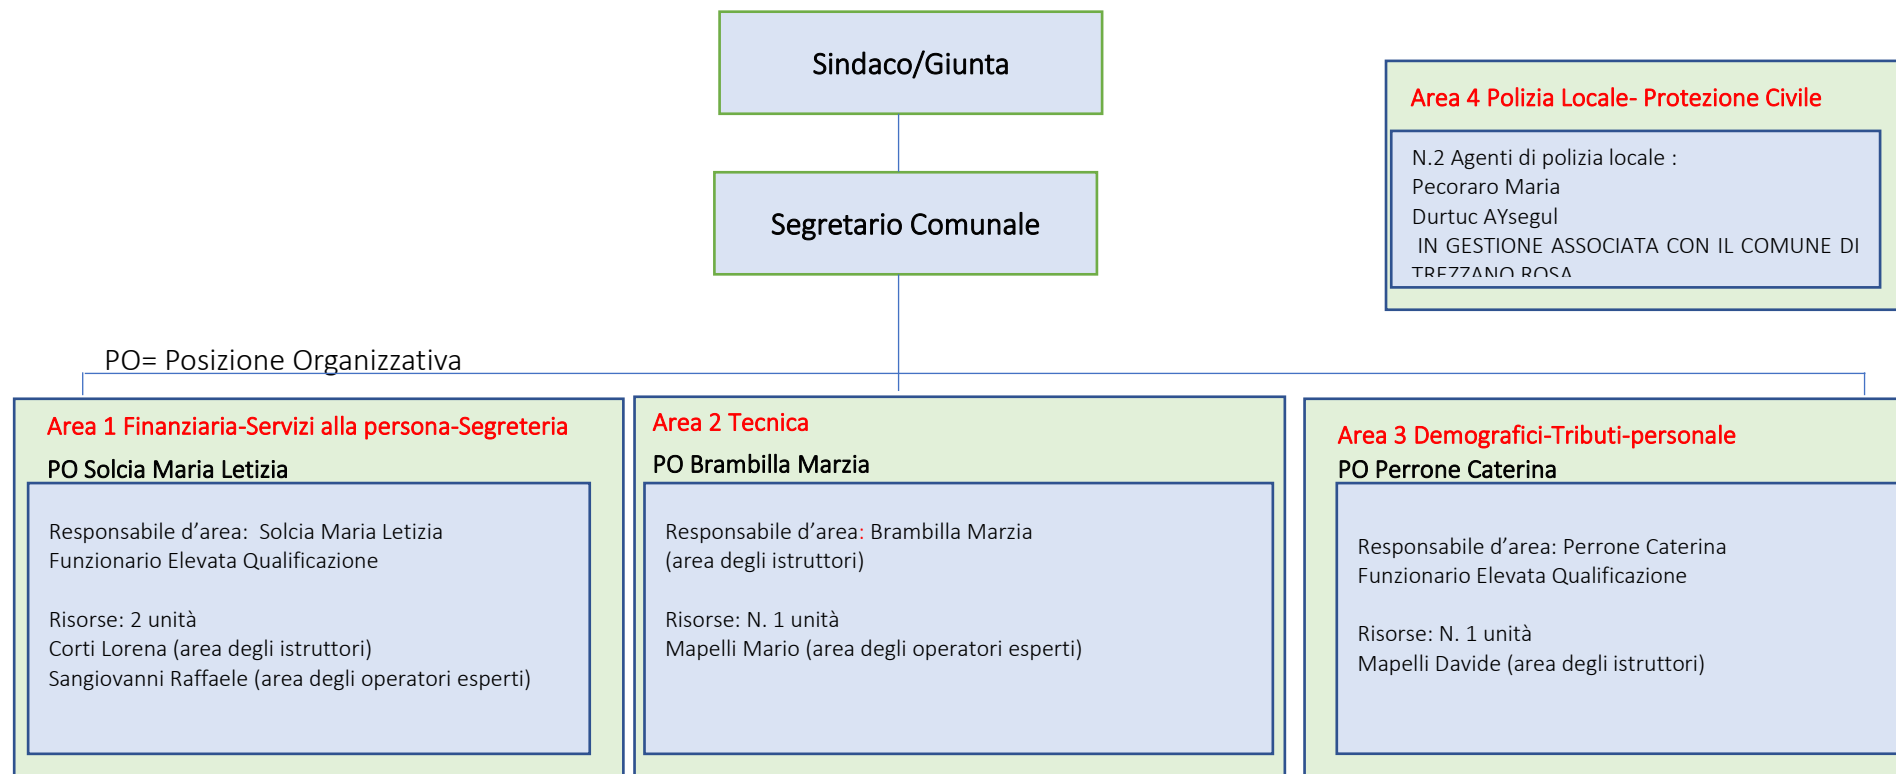 Sindaco/Giunta
Area 4 Polizia Locale- Protezione Civile
N.2 Agenti di polizia locale :
Pecoraro Maria
Durtuc AYsegul
IN GESTIONE ASSOCIATA CON IL COMUNE DI
TREZZANO ROSA
Segretario Comunale
PO= Posizione Organizzativa
Area 1 Finanziaria-Servizi alla persona-Segreteria
PO Solcia Maria Letizia
Responsabile d’area:  Solcia Maria Letizia
Funzionario Elevata Qualificazione
Risorse: 2 unità
Corti Lorena (area degli istruttori)
Sangiovanni Raffaele (area degli operatori esperti)
Area 2 Tecnica
PO Brambilla Marzia
Responsabile d’area: Brambilla Marzia
(area degli istruttori)
Risorse: N. 1 unità
Mapelli Mario (area degli operatori esperti)
Area 3 Demografici-Tributi-personale
PO Perrone Caterina
Responsabile d’area: Perrone Caterina
Funzionario Elevata Qualificazione
Risorse: N. 1 unità
Mapelli Davide (area degli istruttori)